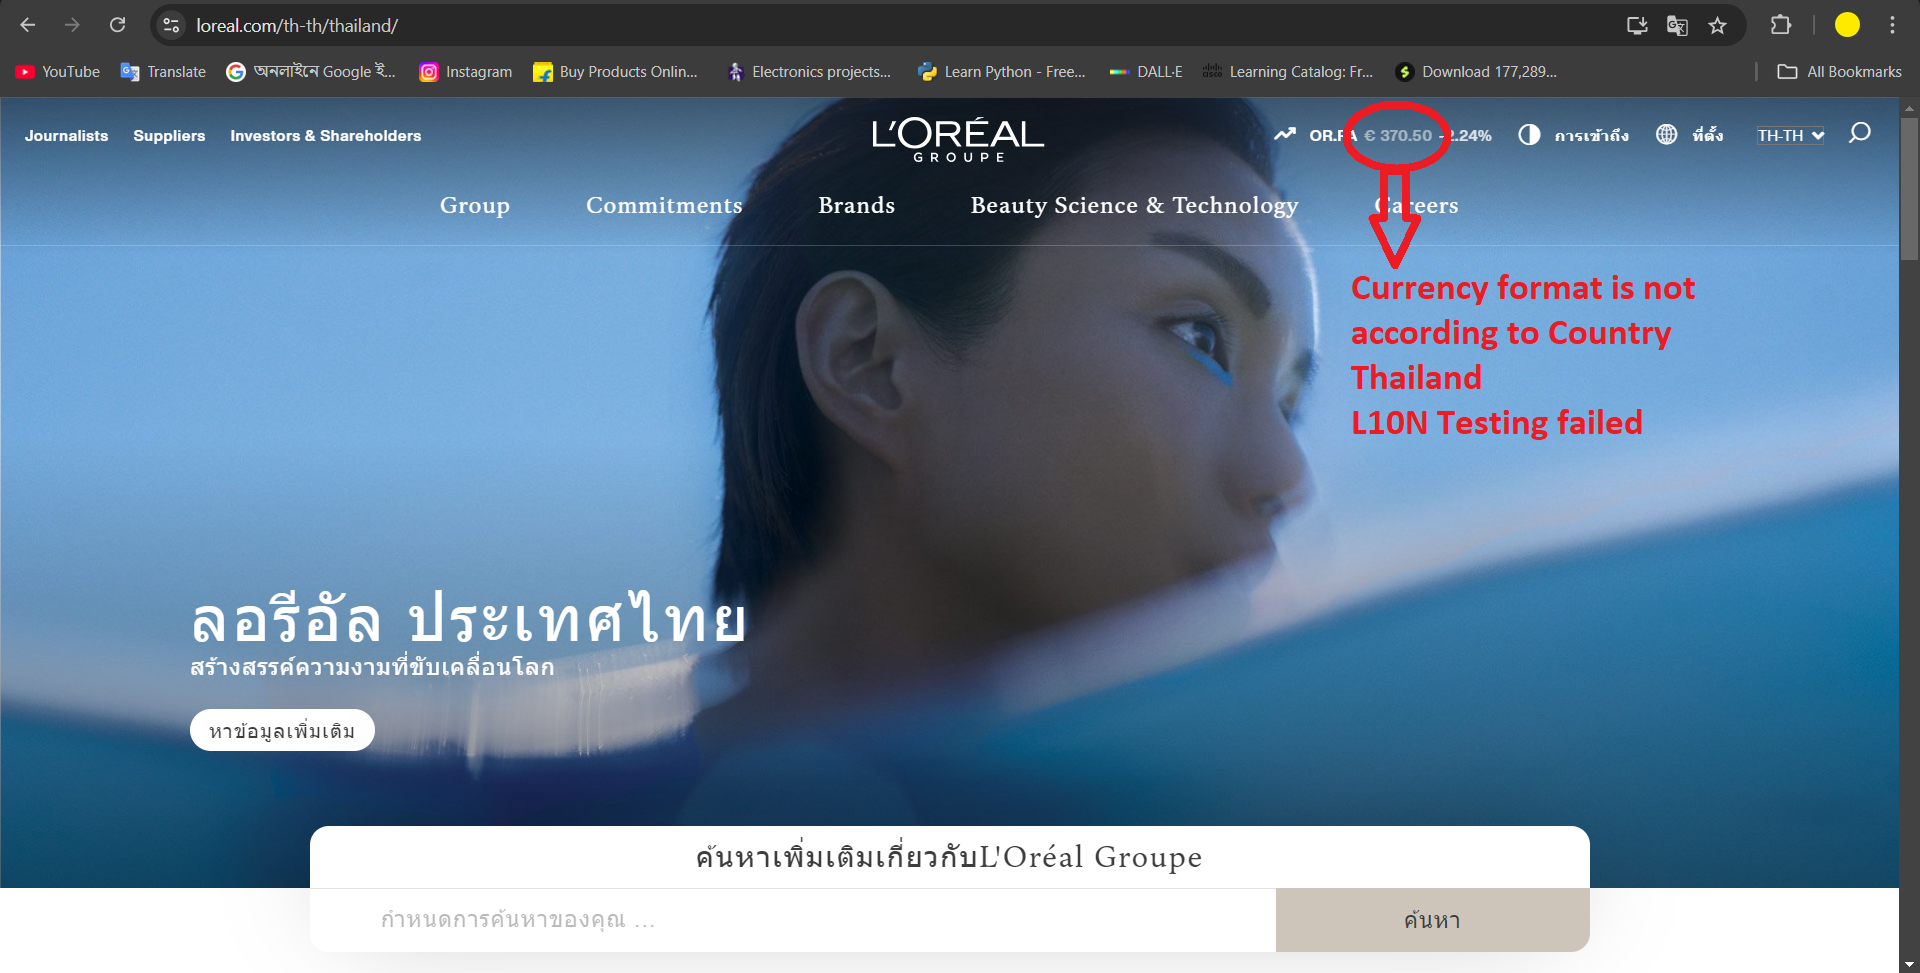 loreal.com/th-th/thailand/
YouTube Translate অনলাইনে Google ই... Instagram Buy Products Onlin... Electronics projects... Learn Python - Free... DALL·E Learning Catalog: Fr... Download 177,289... All Bookmarks
Journalists Suppliers Investors & Shareholders
L'ORÉAL
GROUPE
OR.PA € 370.50 -2.24% การเข้าถึง ที่ตั้ง TH-TH
Group Commitments Brands Beauty Science & Technology Careers
Currency format is not
according to Country
Thailand
L10N Testing failed
ลอรีอัล ประเทศไทย
สร้างสรรค์ความงามที่ขับเคลื่อนโลก
หาข้อมูลเพิ่มเติม
ค้นหาเพิ่มเติมเกี่ยวกับL'Oréal Groupe
กำหนดการค้นหาของคุณ ...
ค้นหา